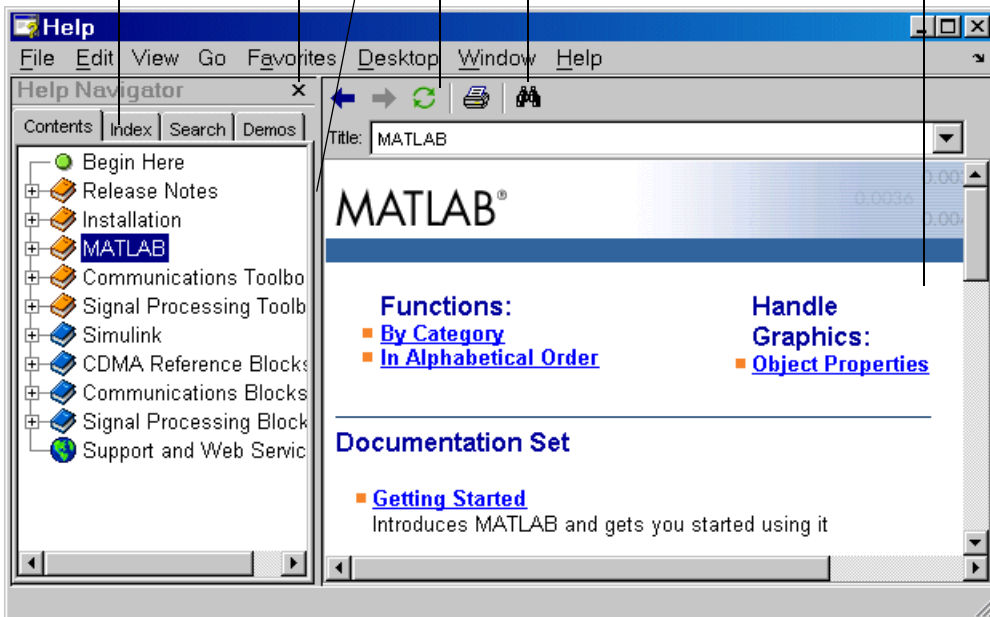 Help
File Edit View Go Favorites Desktop Window Help
Help Navigator
Contents Index Search Demos
Title: MATLAB
Begin Here
Release Notes
Installation
MATLAB
Communications Toolbo
Signal Processing Toolb
Simulink
CDMA Reference Blocks
Communications Blocks
Signal Processing Block
Support and Web Servic
MATLAB®
0.0036
Functions:
By Category
In Alphabetical Order
Handle
Graphics:
Object Properties
Documentation Set
Getting Started
Introduces MATLAB and gets you started using it